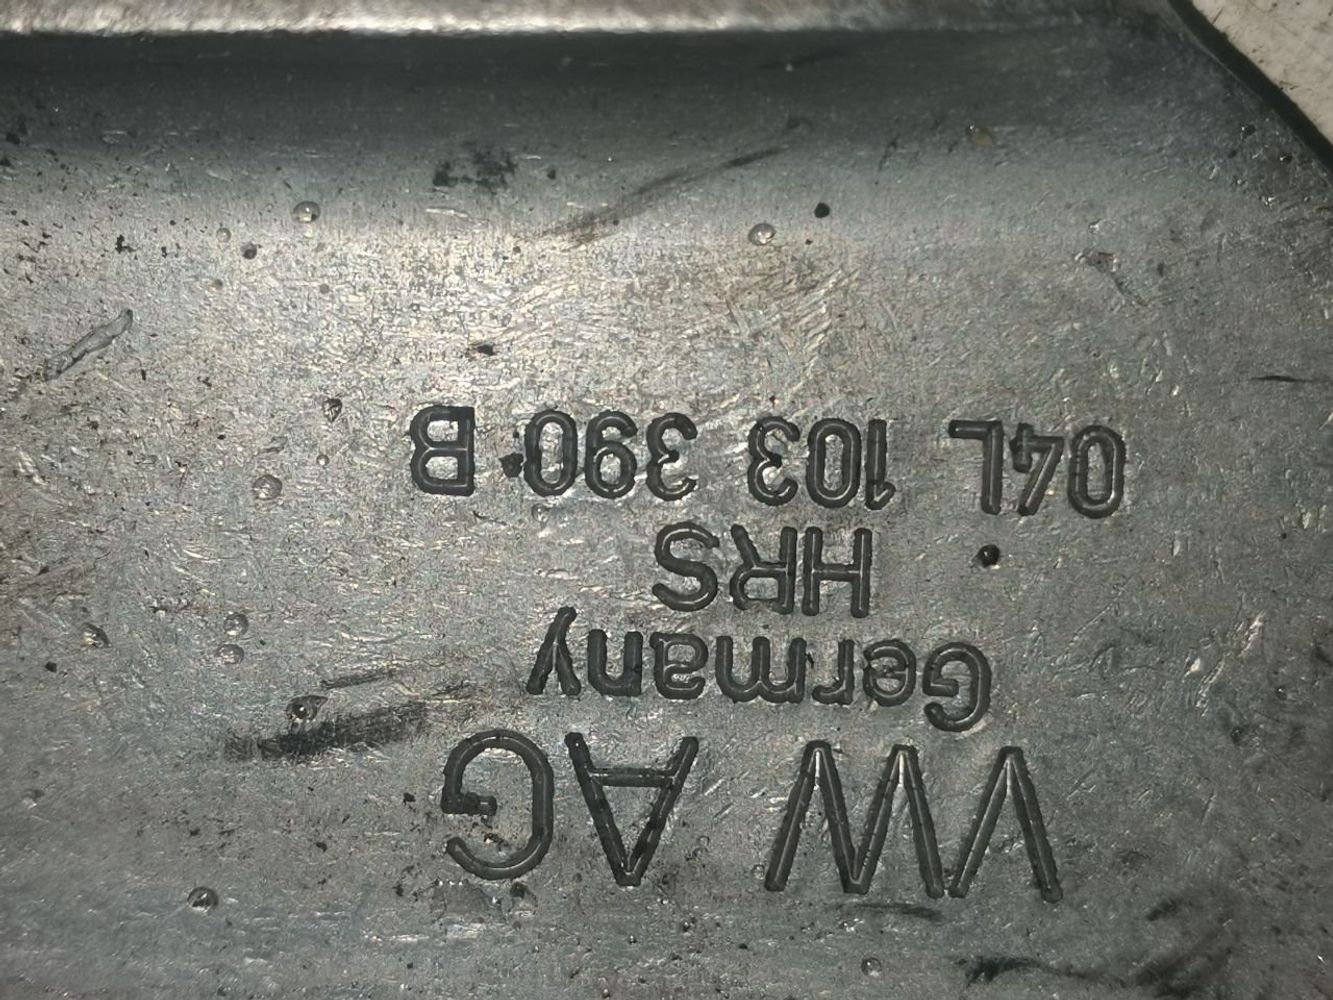 VW AG
Germany
HRS
04L 103 390 B